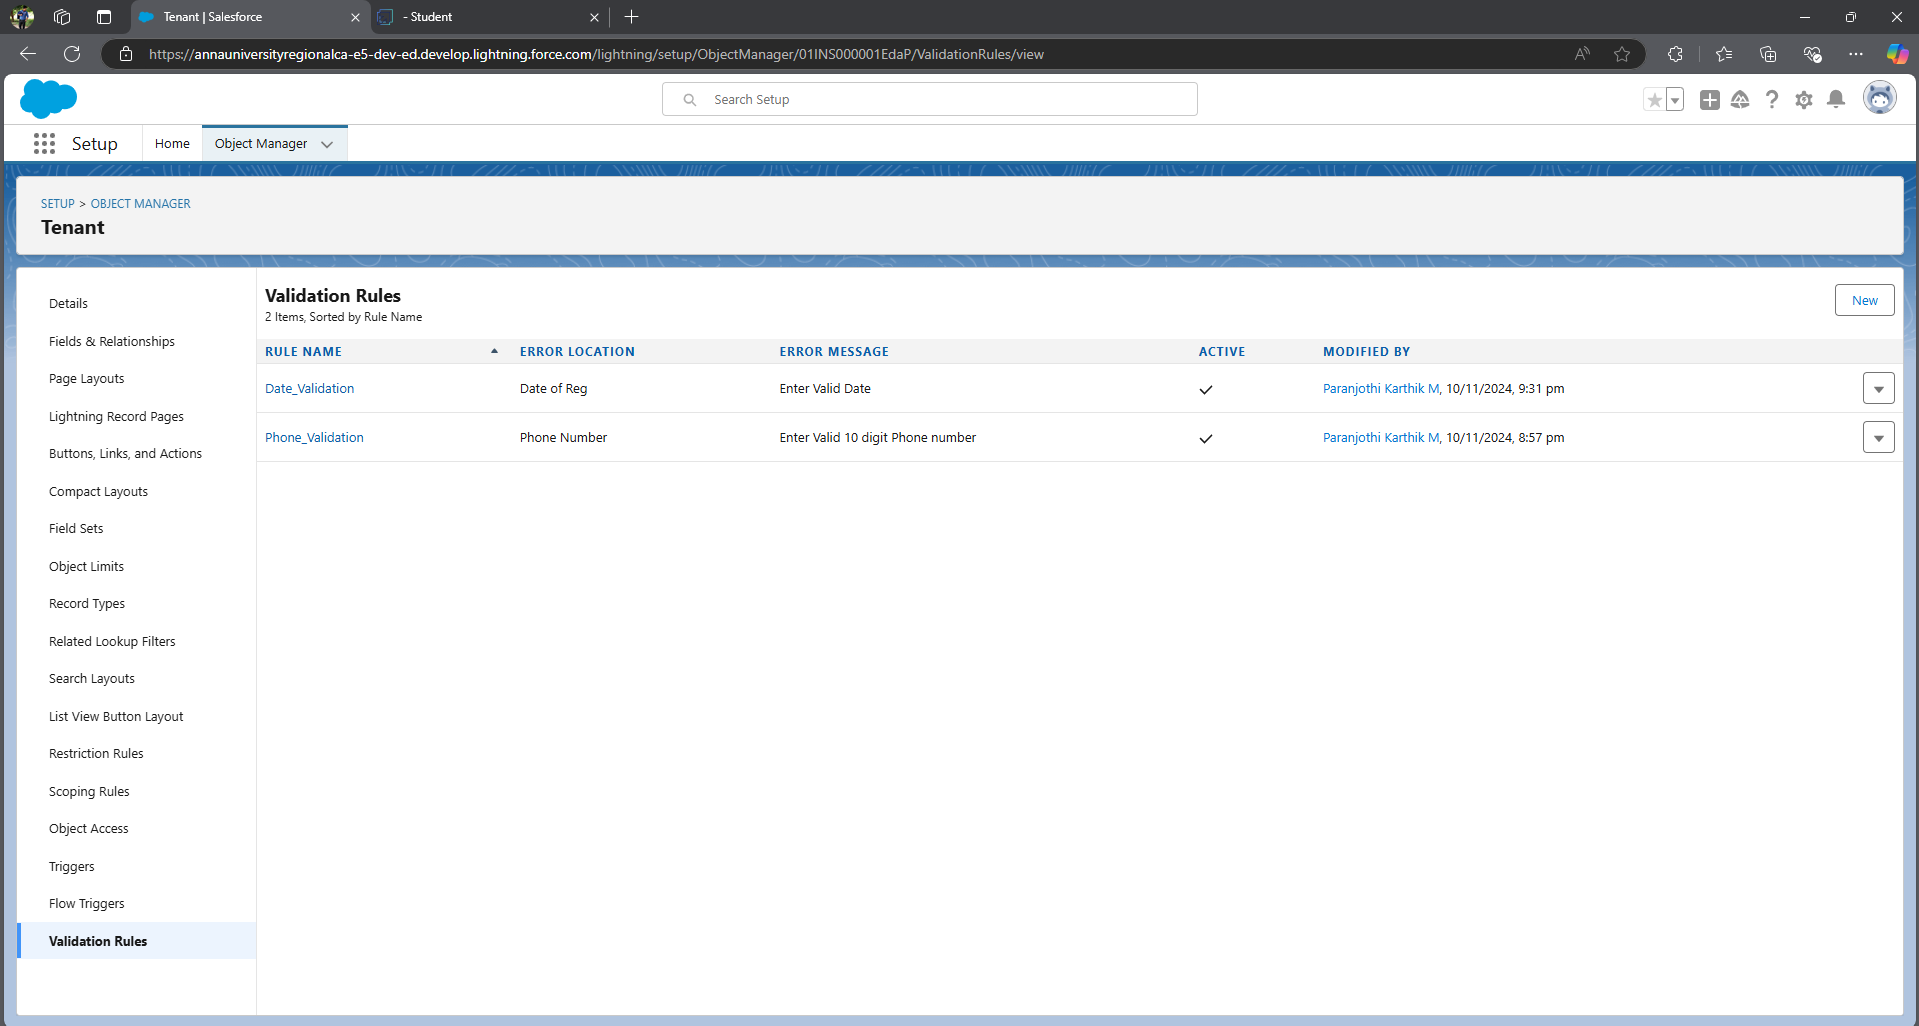 Tenant | Salesforce
- Student
https://annauniversityregionalca-e5-dev-ed.develop.lightning.force.com/lightning/setup/ObjectManager/01INS000001EdaP/ValidationRules/view
Search Setup
Setup
Home
Object Manager
SETUP > OBJECT MANAGER
Tenant
Details
Fields & Relationships
Page Layouts
Lightning Record Pages
Buttons, Links, and Actions
Compact Layouts
Field Sets
Object Limits
Record Types
Related Lookup Filters
Search Layouts
List View Button Layout
Restriction Rules
Scoping Rules
Object Access
Triggers
Flow Triggers
Validation Rules
Validation Rules
2 Items, Sorted by Rule Name
New
RULE NAME ERROR LOCATION ERROR MESSAGE ACTIVE MODIFIED BY
Date_Validation Date of Reg Enter Valid Date Paranjothi Karthik M, 10/11/2024, 9:31 pm
Phone_Validation Phone Number Enter Valid 10 digit Phone number Paranjothi Karthik M, 10/11/2024, 8:57 pm